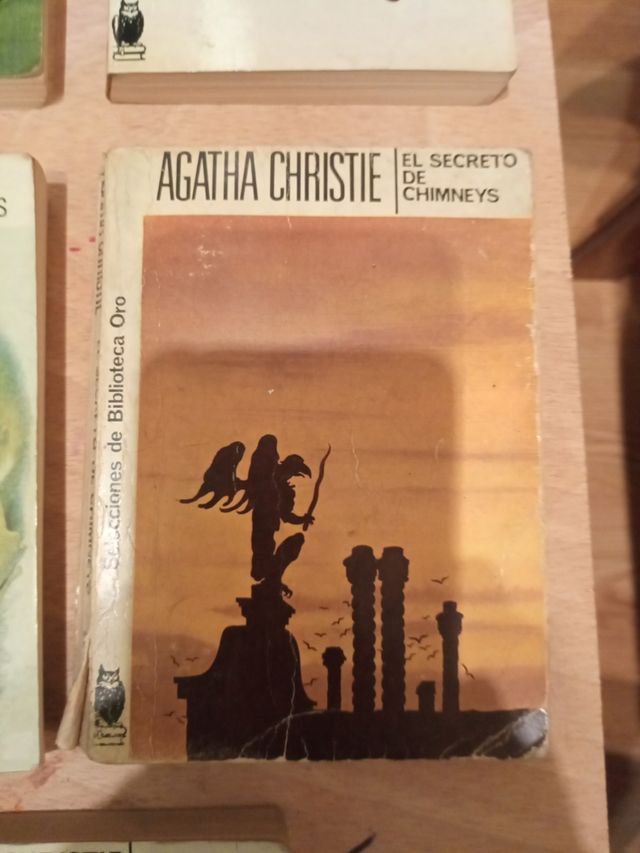 AGATHA CHRISTIE
EL SECRETO
DE
CHIMNEYS
Selecciones de Biblioteca Oro
S